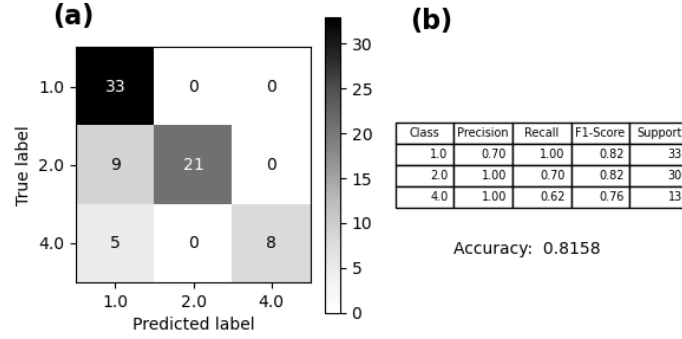 (a)
True label
1.0
2.0
4.0
33 0 0
9 21 0
5 0 8
1.0 2.0 4.0
Predicted label
30
25
20
15
10
5
0
(b)
Class Precision Recall F1-Score Support
1.0 0.70 1.00 0.82 33
2.0 1.00 0.70 0.82 30
4.0 1.00 0.62 0.76 13
Accuracy: 0.8158